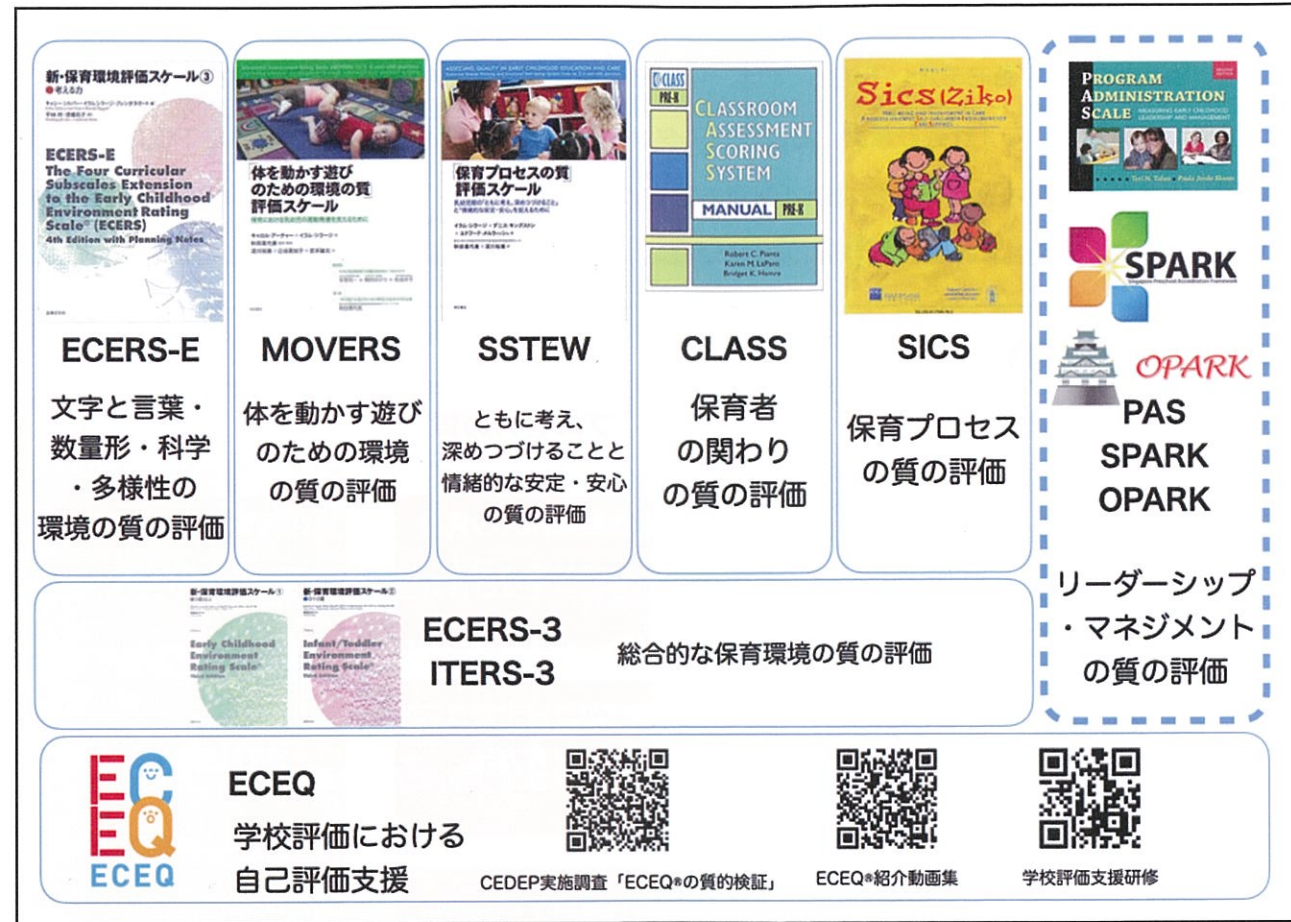 新・保育環境評価スケール③
考える力
ECERS-E
The Four Curricular
Subscales Extension
to the Early Childhood
Environment Rating
Scale® (ECERS)
4th Edition with Planning Notes
ECERS-E
文字と言葉・
数量形・科学
・多様性の
環境の質の評価
「体を動かす遊び
のための環境の質」
評価スケール
MOVERS
体を動かす遊び
のための環境
の質の評価
「保育プロセスの質」
評価スケール
SSTEW
ともに考え、
深めつづけることと
情緒的な安定・安心
の質の評価
CLASS
PRE-K
CLASSROOM
ASSESSMENT
SCORING
SYSTEM
MANUAL PRE-K
Robert C. Pianta
Karen M. LaParo
Bridget K. Hamre
CLASS
保育者
の関わり
の質の評価
Sics(Ziko)
SICS
保育プロセス
の質の評価
PROGRAM
ADMINISTRATION
SCALE
MEASURING EARLY CHILDHOOD
LEADERSHIP AND MANAGEMENT
Teri N. Talan Paula Jorde Bloom
SPARK
Singapore Preschool Accreditation Framework
OPARK
PAS
SPARK
OPARK
リーダーシップ
・マネジメント
の質の評価
新・保育環境評価スケール①
Early Childhood
Environment
Rating Scale®
Third Edition
新・保育環境評価スケール②
Infant/Toddler
Environment
Rating Scale®
Third Edition
ECERS-3
ITERS-3
総合的な保育環境の質の評価
ECEQ
ECEQ
ECEQ
学校評価における
自己評価支援
CEDEP実施調査「ECEQ®の質的検証」
ECEQ®紹介動画集
学校評価支援研修